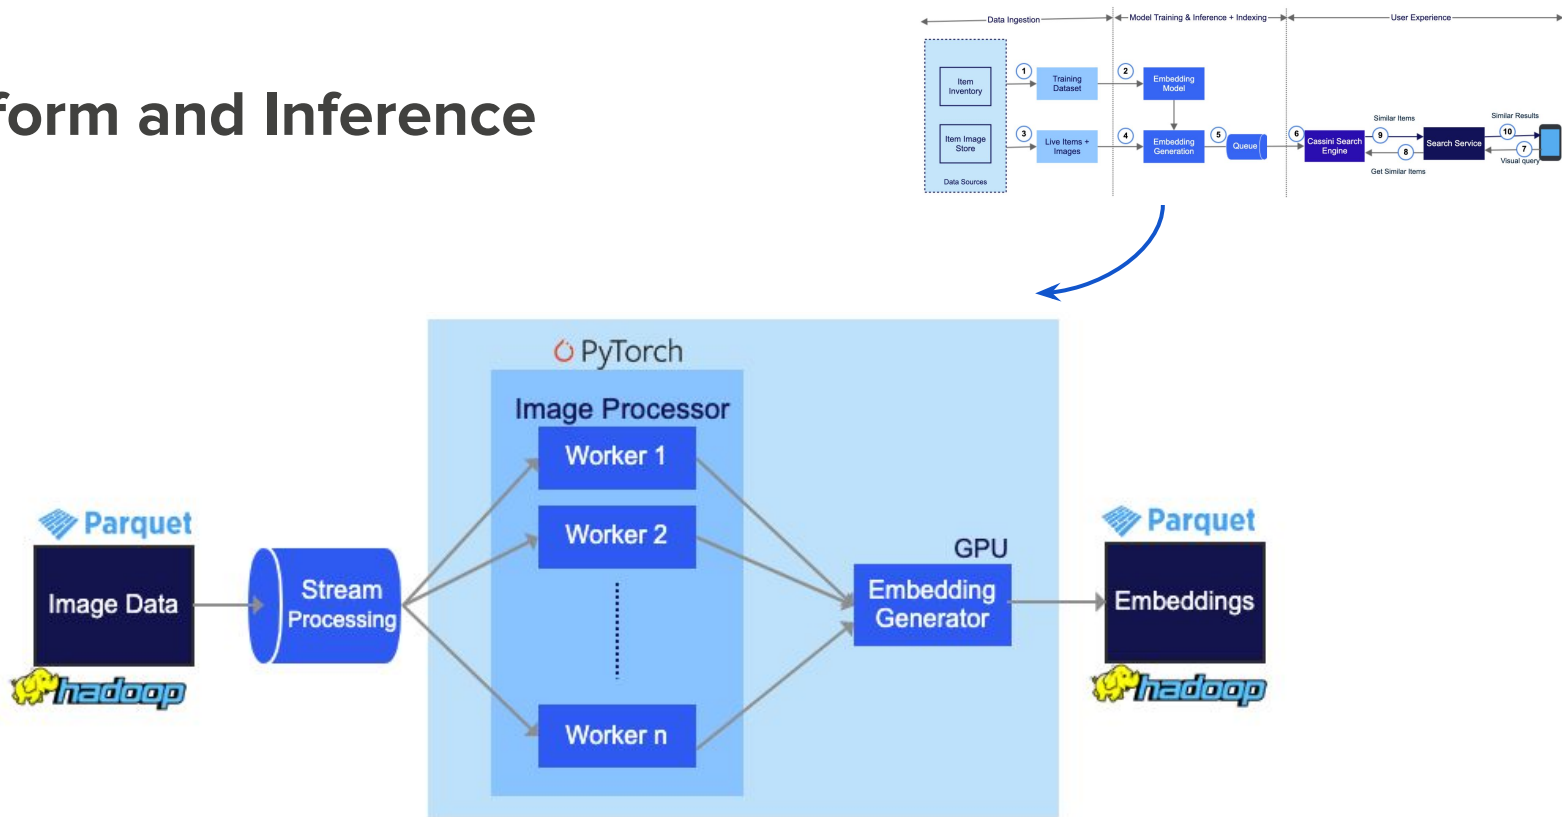 form and Inference
Data Ingestion
Model Training & Inference + Indexing
User Experience
Item
Inventory
1
Training
Dataset
2
Embedding
Model
Item Image
Store
3
Live Items +
Images
4
Embedding
Generation
5
Queue
6
Cassini Search
Engine
Similar Items
9
8
Get Similar Items
Search Service
Similar Results
10
7
Visual query
Data Sources
PyTorch
Image Processor
Worker 1
Worker 2
Worker n
Parquet
Image Data
hadoop
Stream
Processing
GPU
Embedding
Generator
Parquet
Embeddings
hadoop